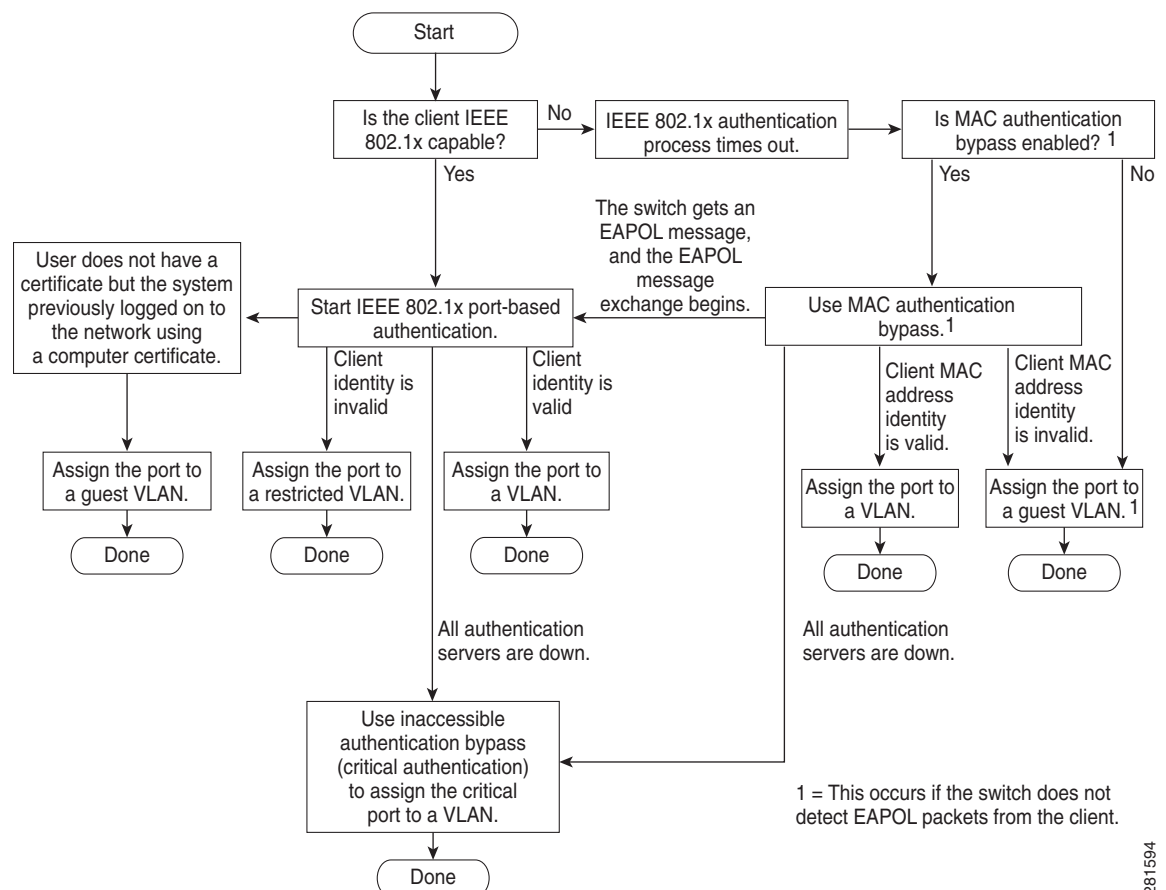 Start
Is the client IEEE
802.1x capable?
No
IEEE 802.1x authentication
process times out.
Is MAC authentication
bypass enabled? 1
Yes
Yes
No
The switch gets an
EAPOL message,
and the EAPOL
message
exchange begins.
User does not have a
certificate but the system
previously logged on to
the network using
a computer certificate.
Start IEEE 802.1x port-based
authentication.
Use MAC authentication
bypass.1
Client
identity is
invalid
Client
identity is
valid
Client MAC
address
identity
is valid.
Client MAC
address
identity
is invalid.
Assign the port to
a guest VLAN.
Assign the port to
a restricted VLAN.
Assign the port to
a VLAN.
Assign the port to
a VLAN.
Assign the port to
a guest VLAN. 1
Done
Done
Done
Done
Done
All authentication
servers are down.
All authentication
servers are down.
Use inaccessible
authentication bypass
(critical authentication)
to assign the critical
port to a VLAN.
1 = This occurs if the switch does not
detect EAPOL packets from the client.
Done
281594